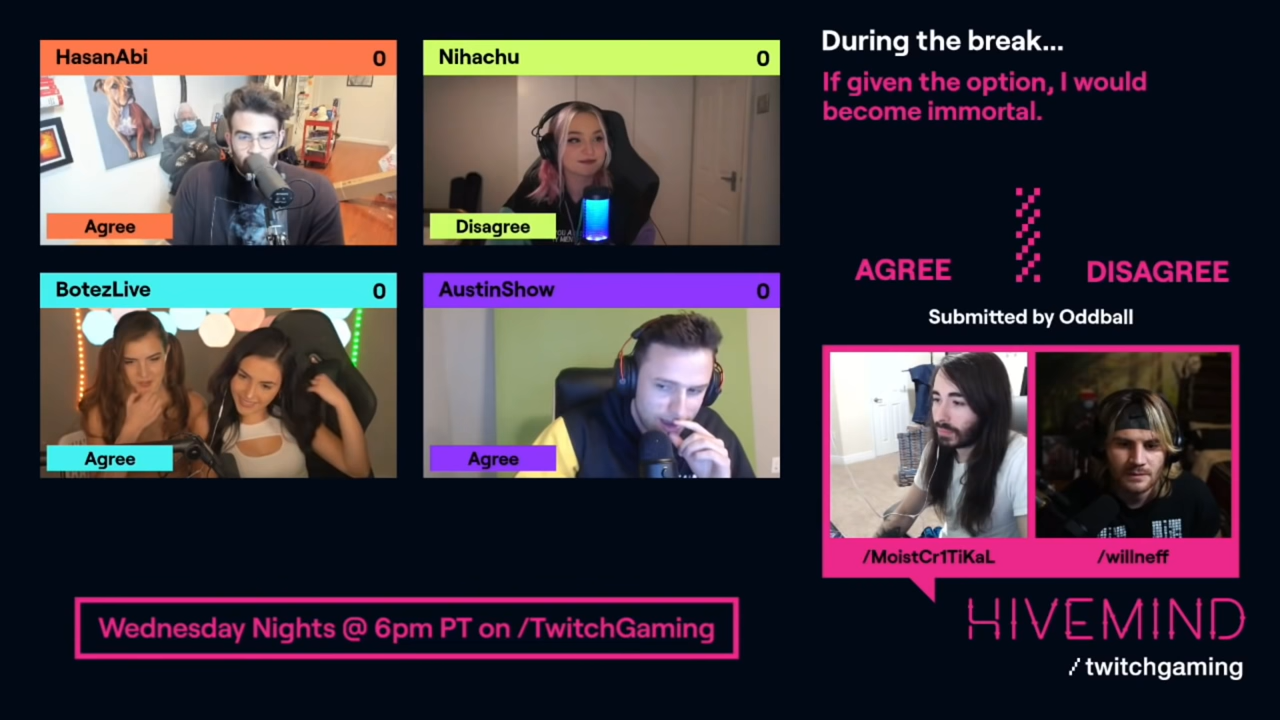 HasanAbi 0
Nihachu 0
Agree
Disagree
BotezLive 0
AustinShow 0
Agree
Agree
During the break...
If given the option, I would
become immortal.
AGREE
DISAGREE
Submitted by Oddball
/MoistCr1TiKaL
/willneff
Wednesday Nights @ 6pm PT on /TwitchGaming
HIVEMIND
/twitchgaming